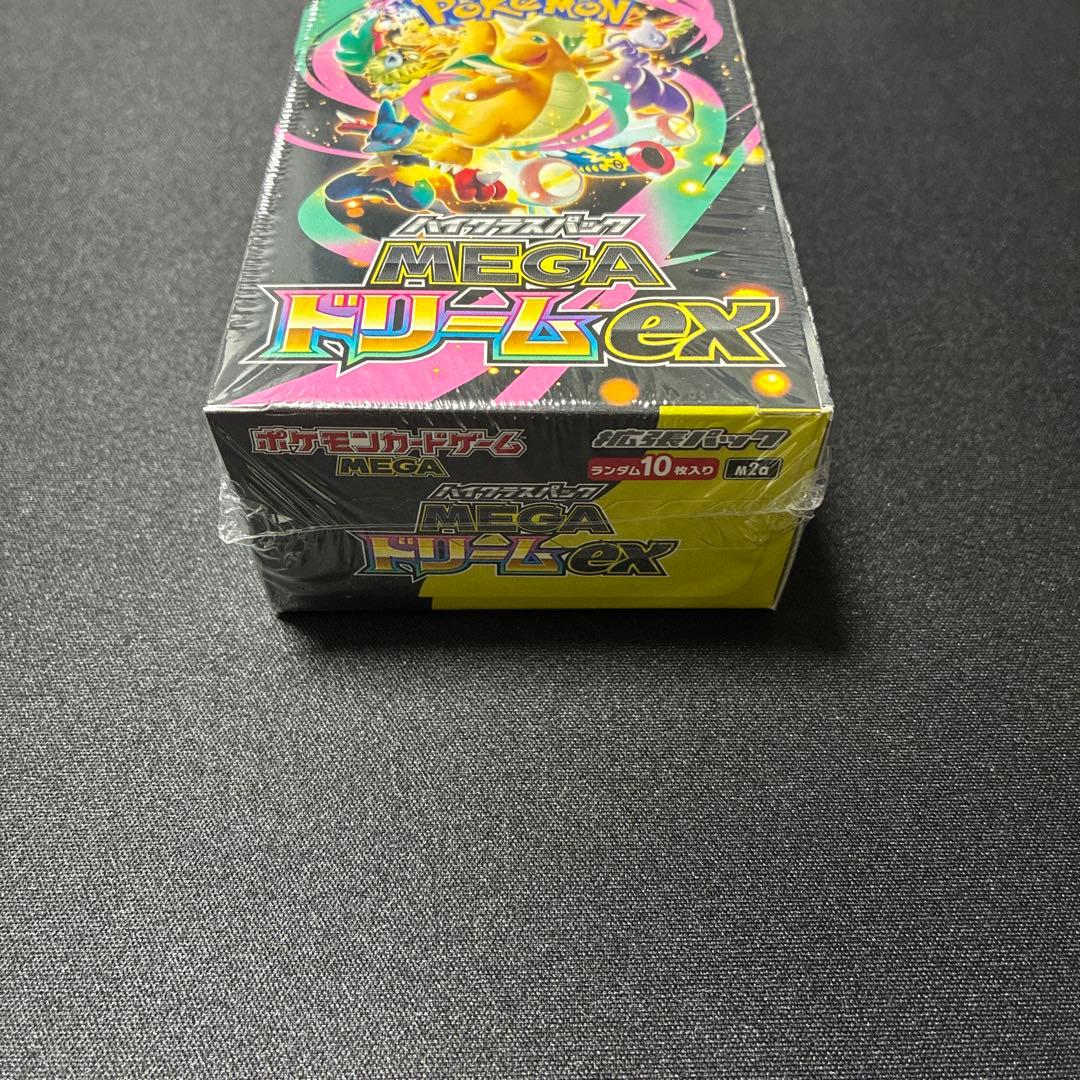 POKéMON
ハイクラスパック
MEGA
ドリームex
ポケモンカードゲーム
MEGA
拡張パック
ランダム10枚入り M2a
ハイクラスパック
MEGA
ドリームex